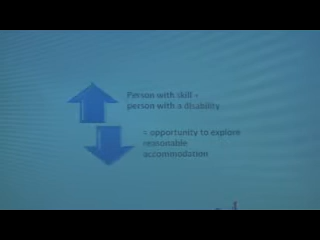 Person with skill =
person with a disability
= opportunity to explore
reasonable
accommodation